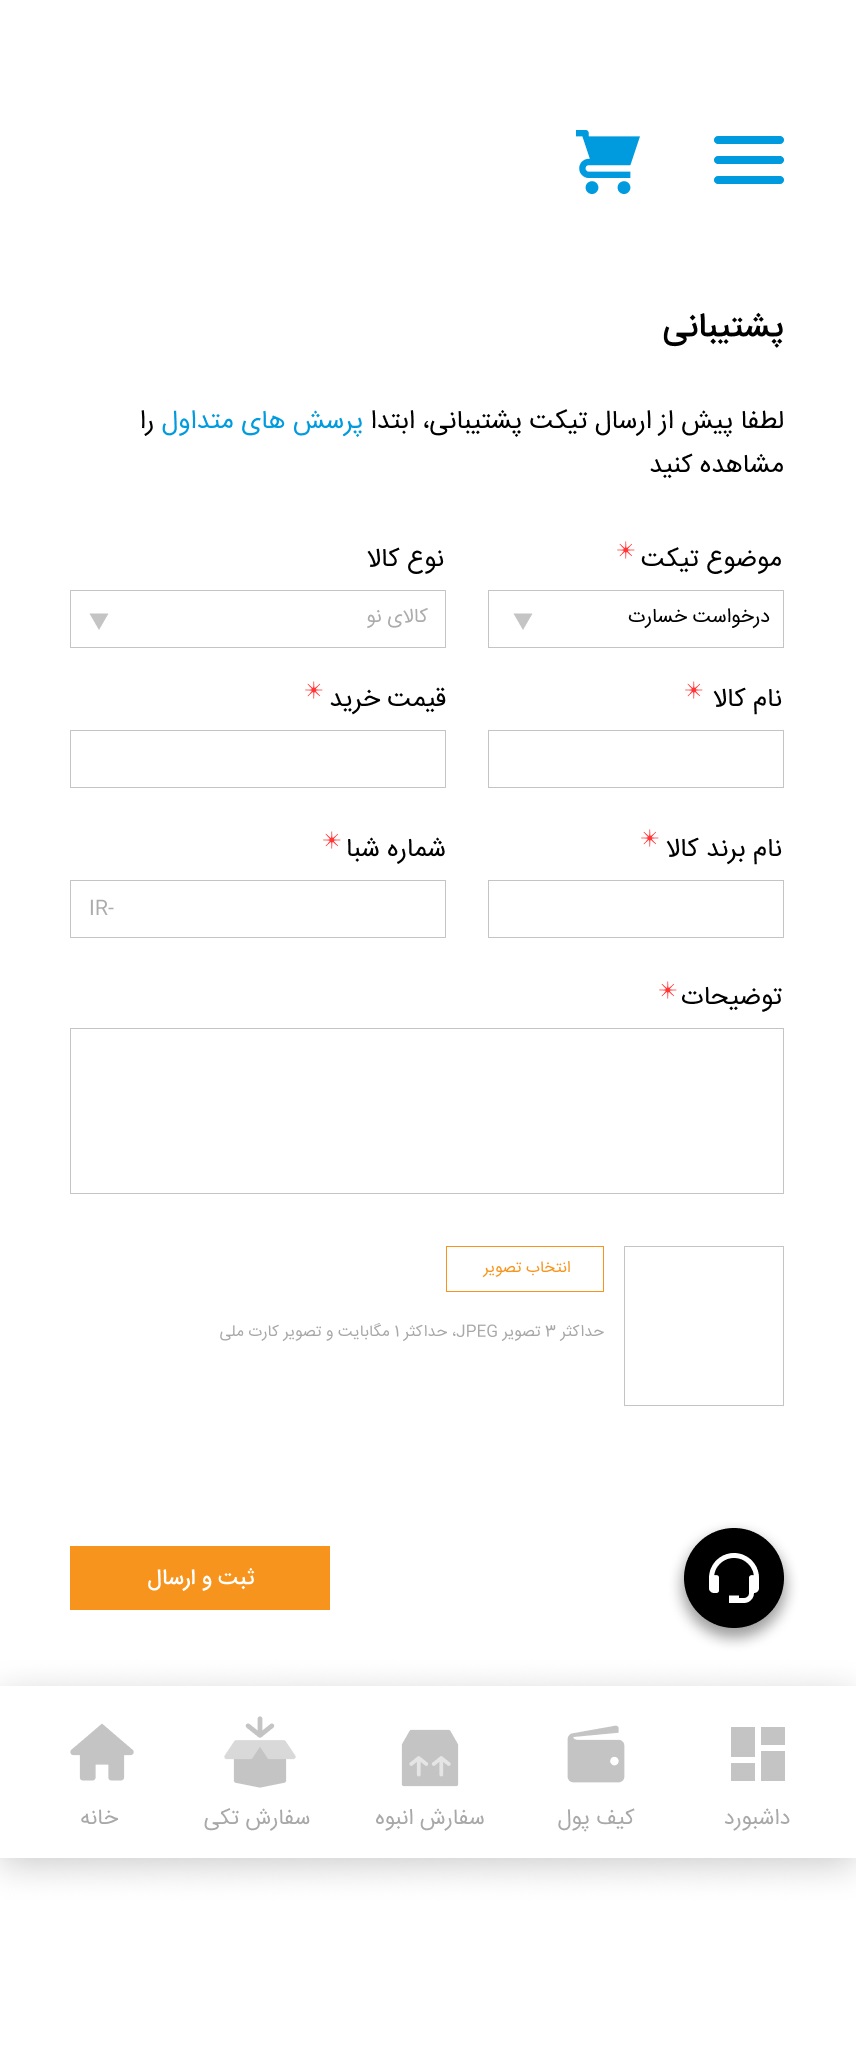 پشتیبانی
لطفا پیش از ارسال تیکت پشتیبانی، ابتدا پرسش های متداول را
مشاهده کنید
موضوع تیکت *
نوع کالا
درخواست خسارت
کالای نو
نام کالا *
قیمت خرید *
نام برند کالا *
شماره شبا *
IR-
توضیحات *
انتخاب تصویر
حداکثر ۳ تصویر JPEG، حداکثر ۱ مگابایت و تصویر کارت ملی
ثبت و ارسال
داشبورد
کیف پول
سفارش انبوه
سفارش تکی
خانه